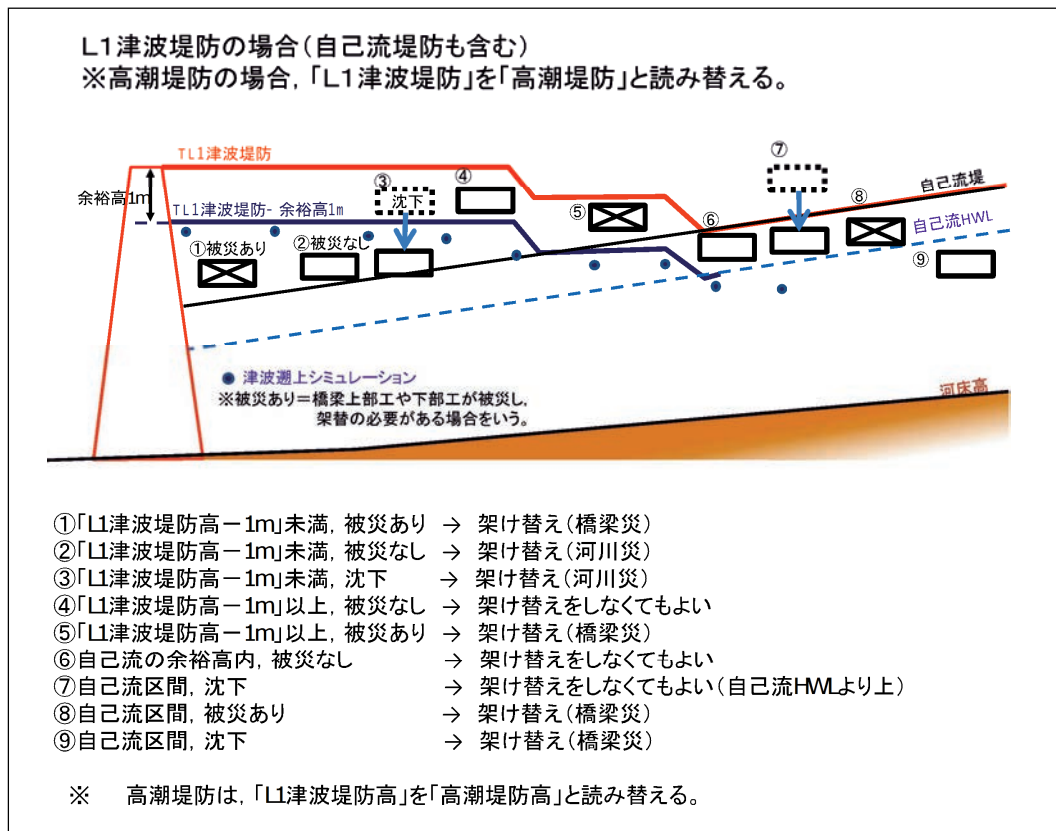 L1津波堤防の場合(自己流堤防も含む)
※高潮堤防の場合,「L1津波堤防」を「高潮堤防」と読み替える。
TL1津波堤防
余裕高1m
TL1津波堤防- 余裕高1m
①被災あり
②被災なし
③
沈下
④
⑤
⑥
⑦
⑧
⑨
自己流堤
自己流HWL
● 津波遡上シミュレーション
※被災あり=橋梁上部工や下部工が被災し,
架替の必要がある場合をいう。
河床高
①「L1津波堤防高-1m」未満, 被災あり → 架け替え(橋梁災)
②「L1津波堤防高-1m」未満, 被災なし → 架け替え(河川災)
③「L1津波堤防高-1m」未満, 沈下 → 架け替え(河川災)
④「L1津波堤防高-1m」以上, 被災なし → 架け替えをしなくてもよい
⑤「L1津波堤防高-1m」以上, 被災あり → 架け替え(橋梁災)
⑥自己流の余裕高内, 被災なし → 架け替えをしなくてもよい
⑦自己流区間, 沈下 → 架け替えをしなくてもよい(自己流HWLより上)
⑧自己流区間, 被災あり → 架け替え(橋梁災)
⑨自己流区間, 沈下 → 架け替え(橋梁災)
※ 高潮堤防は,「L1津波堤防高」を「高潮堤防高」と読み替える。